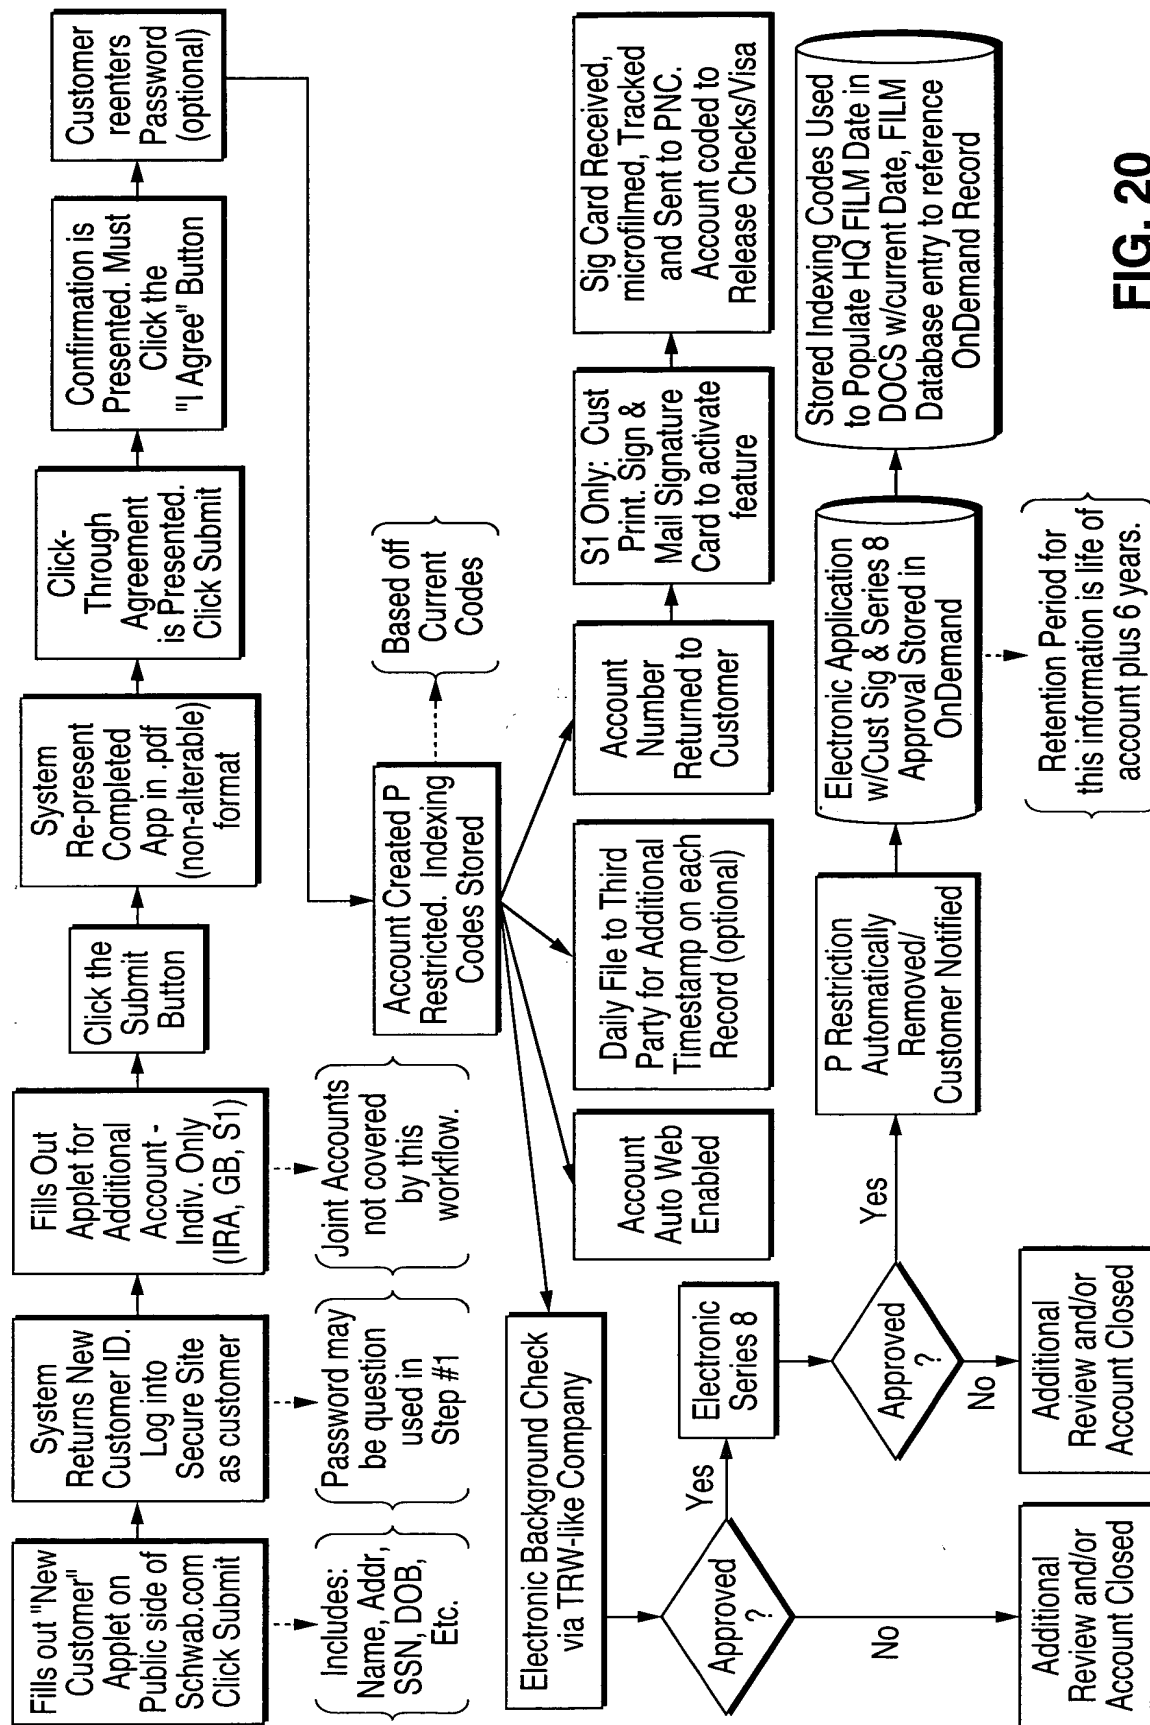 Fills out "New
Customer"
Applet on
Public side of
Schwab.com
Click Submit
System
Returns New
Customer ID.
Log into
Secure Site
as customer
Fills Out
Applet for
Additional
Account -
Indiv. Only
(IRA, GB, S1)
Click the
Submit
Button
System
Re-present
Completed
App in .pdf
(non-alterable)
format
Click-
Through
Agreement
is Presented.
Click Submit
Confirmation is
Presented. Must
Click the
"I Agree" Button
Customer
reenters
Password
(optional)
Includes:
Name, Addr,
SSN, DOB,
Etc.
Password may
be question
used in
Step #1
Joint Accounts
not covered
by this
workflow.
Account Created P
Restricted. Indexing
Codes Stored
Based off
Current
Codes
Electronic Background Check
via TRW-like Company
Account
Auto Web
Enabled
Daily File to Third
Party for Additional
Timestamp on each
Record (optional)
Account
Number
Returned to
Customer
S1 Only: Cust
Print. Sign &
Mail Signature
Card to activate
feature
Sig Card Received,
microfilmed, Tracked
and Sent to PNC.
Account coded to
Release Checks/Visa
Approved
?
Yes
No
Electronic
Series 8
Approved
?
Yes
No
P Restriction
Automatically
Removed/
Customer Notified
Electronic Application
w/Cust Sig & Series 8
Approval Stored in
OnDemand
Stored Indexing Codes Used
to Populate HQ FILM Date in
DOCS w/current Date, FILM
Database entry to reference
OnDemand Record
Retention Period for
this information is life of
account plus 6 years.
Additional
Review and/or
Account Closed
Additional
Review and/or
Account Closed
FIG. 20